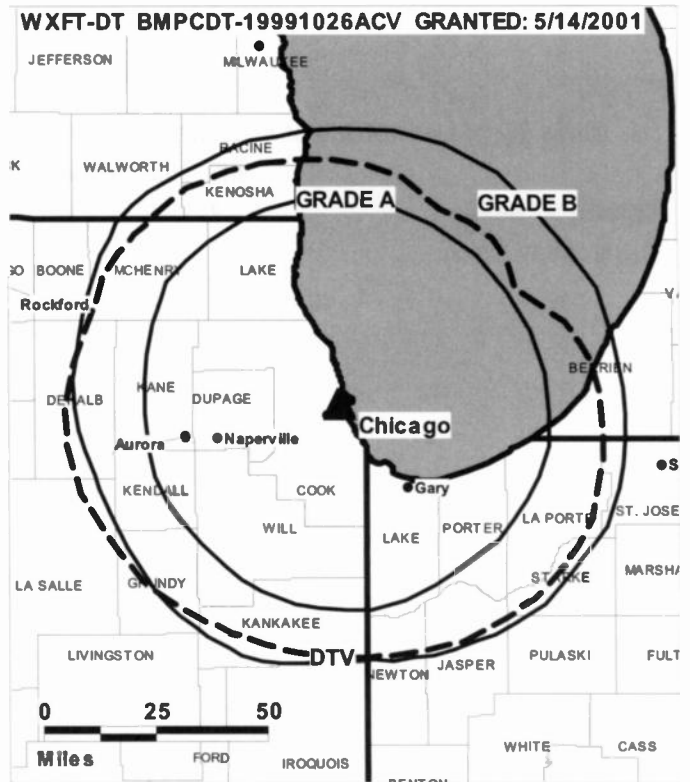 WXFT-DT BMPCDT-19991026ACV GRANTED: 5/14/2001
JEFFERSON
MILWAUKEE
RACINE
WALWORTH
KENOSHA
GRADE A
GRADE B
BOONE
MCHENRY
LAKE
Rockford
BERRIEN
DEKALB
KANE
DUPAGE
Chicago
Aurora
Naperville
KENDALL
COOK
Gary
LA PORTE
ST. JOSE
WILL
LAKE
PORTER
LA SALLE
GRUNDY
STARKE
MARSHA
KANKAKEE
LIVINGSTON
DTV
NEWTON
JASPER
PULASKI
FULT
0 25 50
Miles
FORD
IROQUOIS
WHITE
CASS